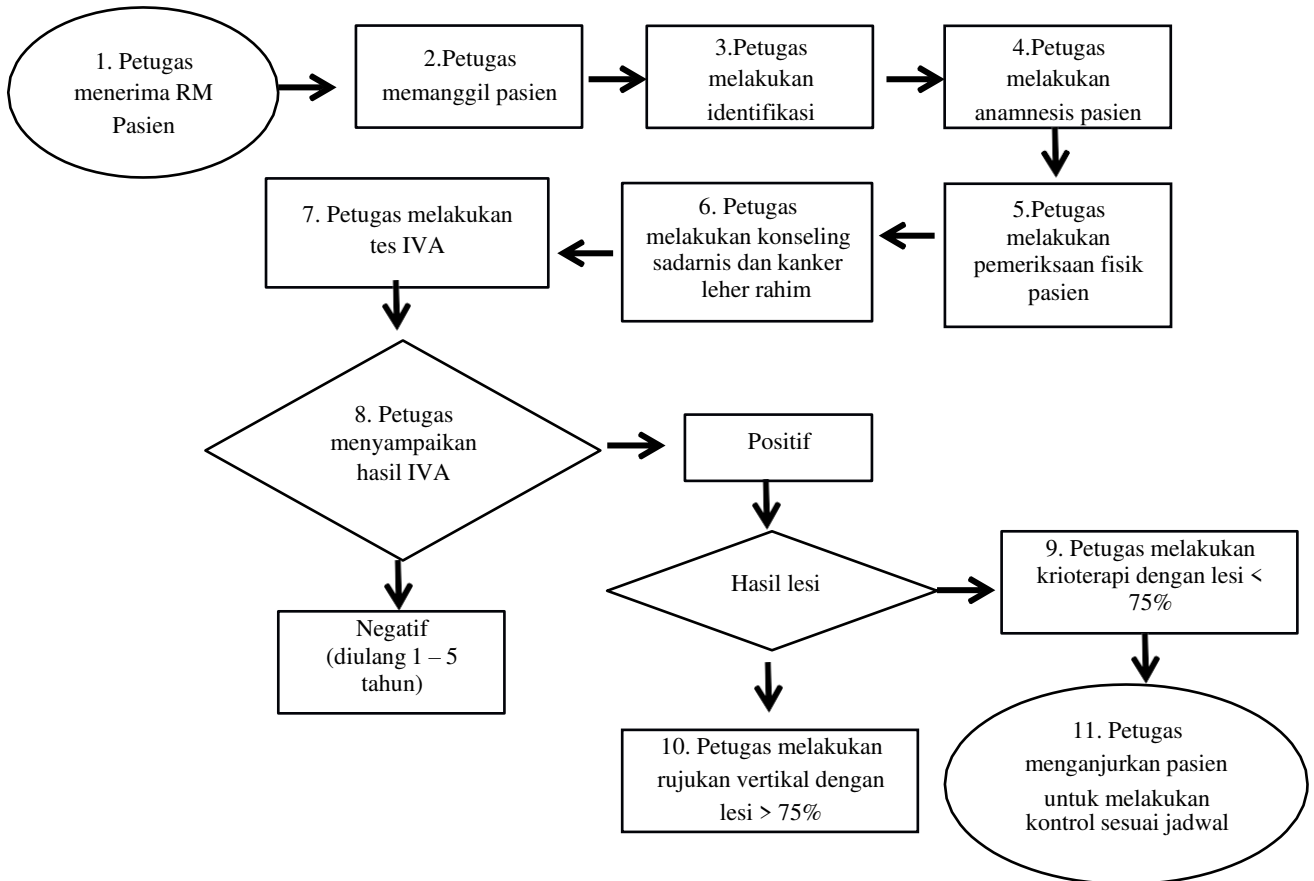 1. Petugas
menerima RM
Pasien
2.Petugas
memanggil pasien
3.Petugas
melakukan
identifikasi
4.Petugas
melakukan
anamnesis pasien
5.Petugas
melakukan
pemeriksaan fisik
pasien
6. Petugas
melakukan konseling
sadarnis dan kanker
leher rahim
7. Petugas melakukan
tes IVA
8. Petugas
menyampaikan
hasil IVA
Positif
Negatif
(diulang 1 – 5
tahun)
Hasil lesi
9. Petugas melakukan
krioterapi dengan lesi <
75%
10. Petugas melakukan
rujukan vertikal dengan
lesi > 75%
11. Petugas
menganjurkan pasien
untuk melakukan
kontrol sesuai jadwal